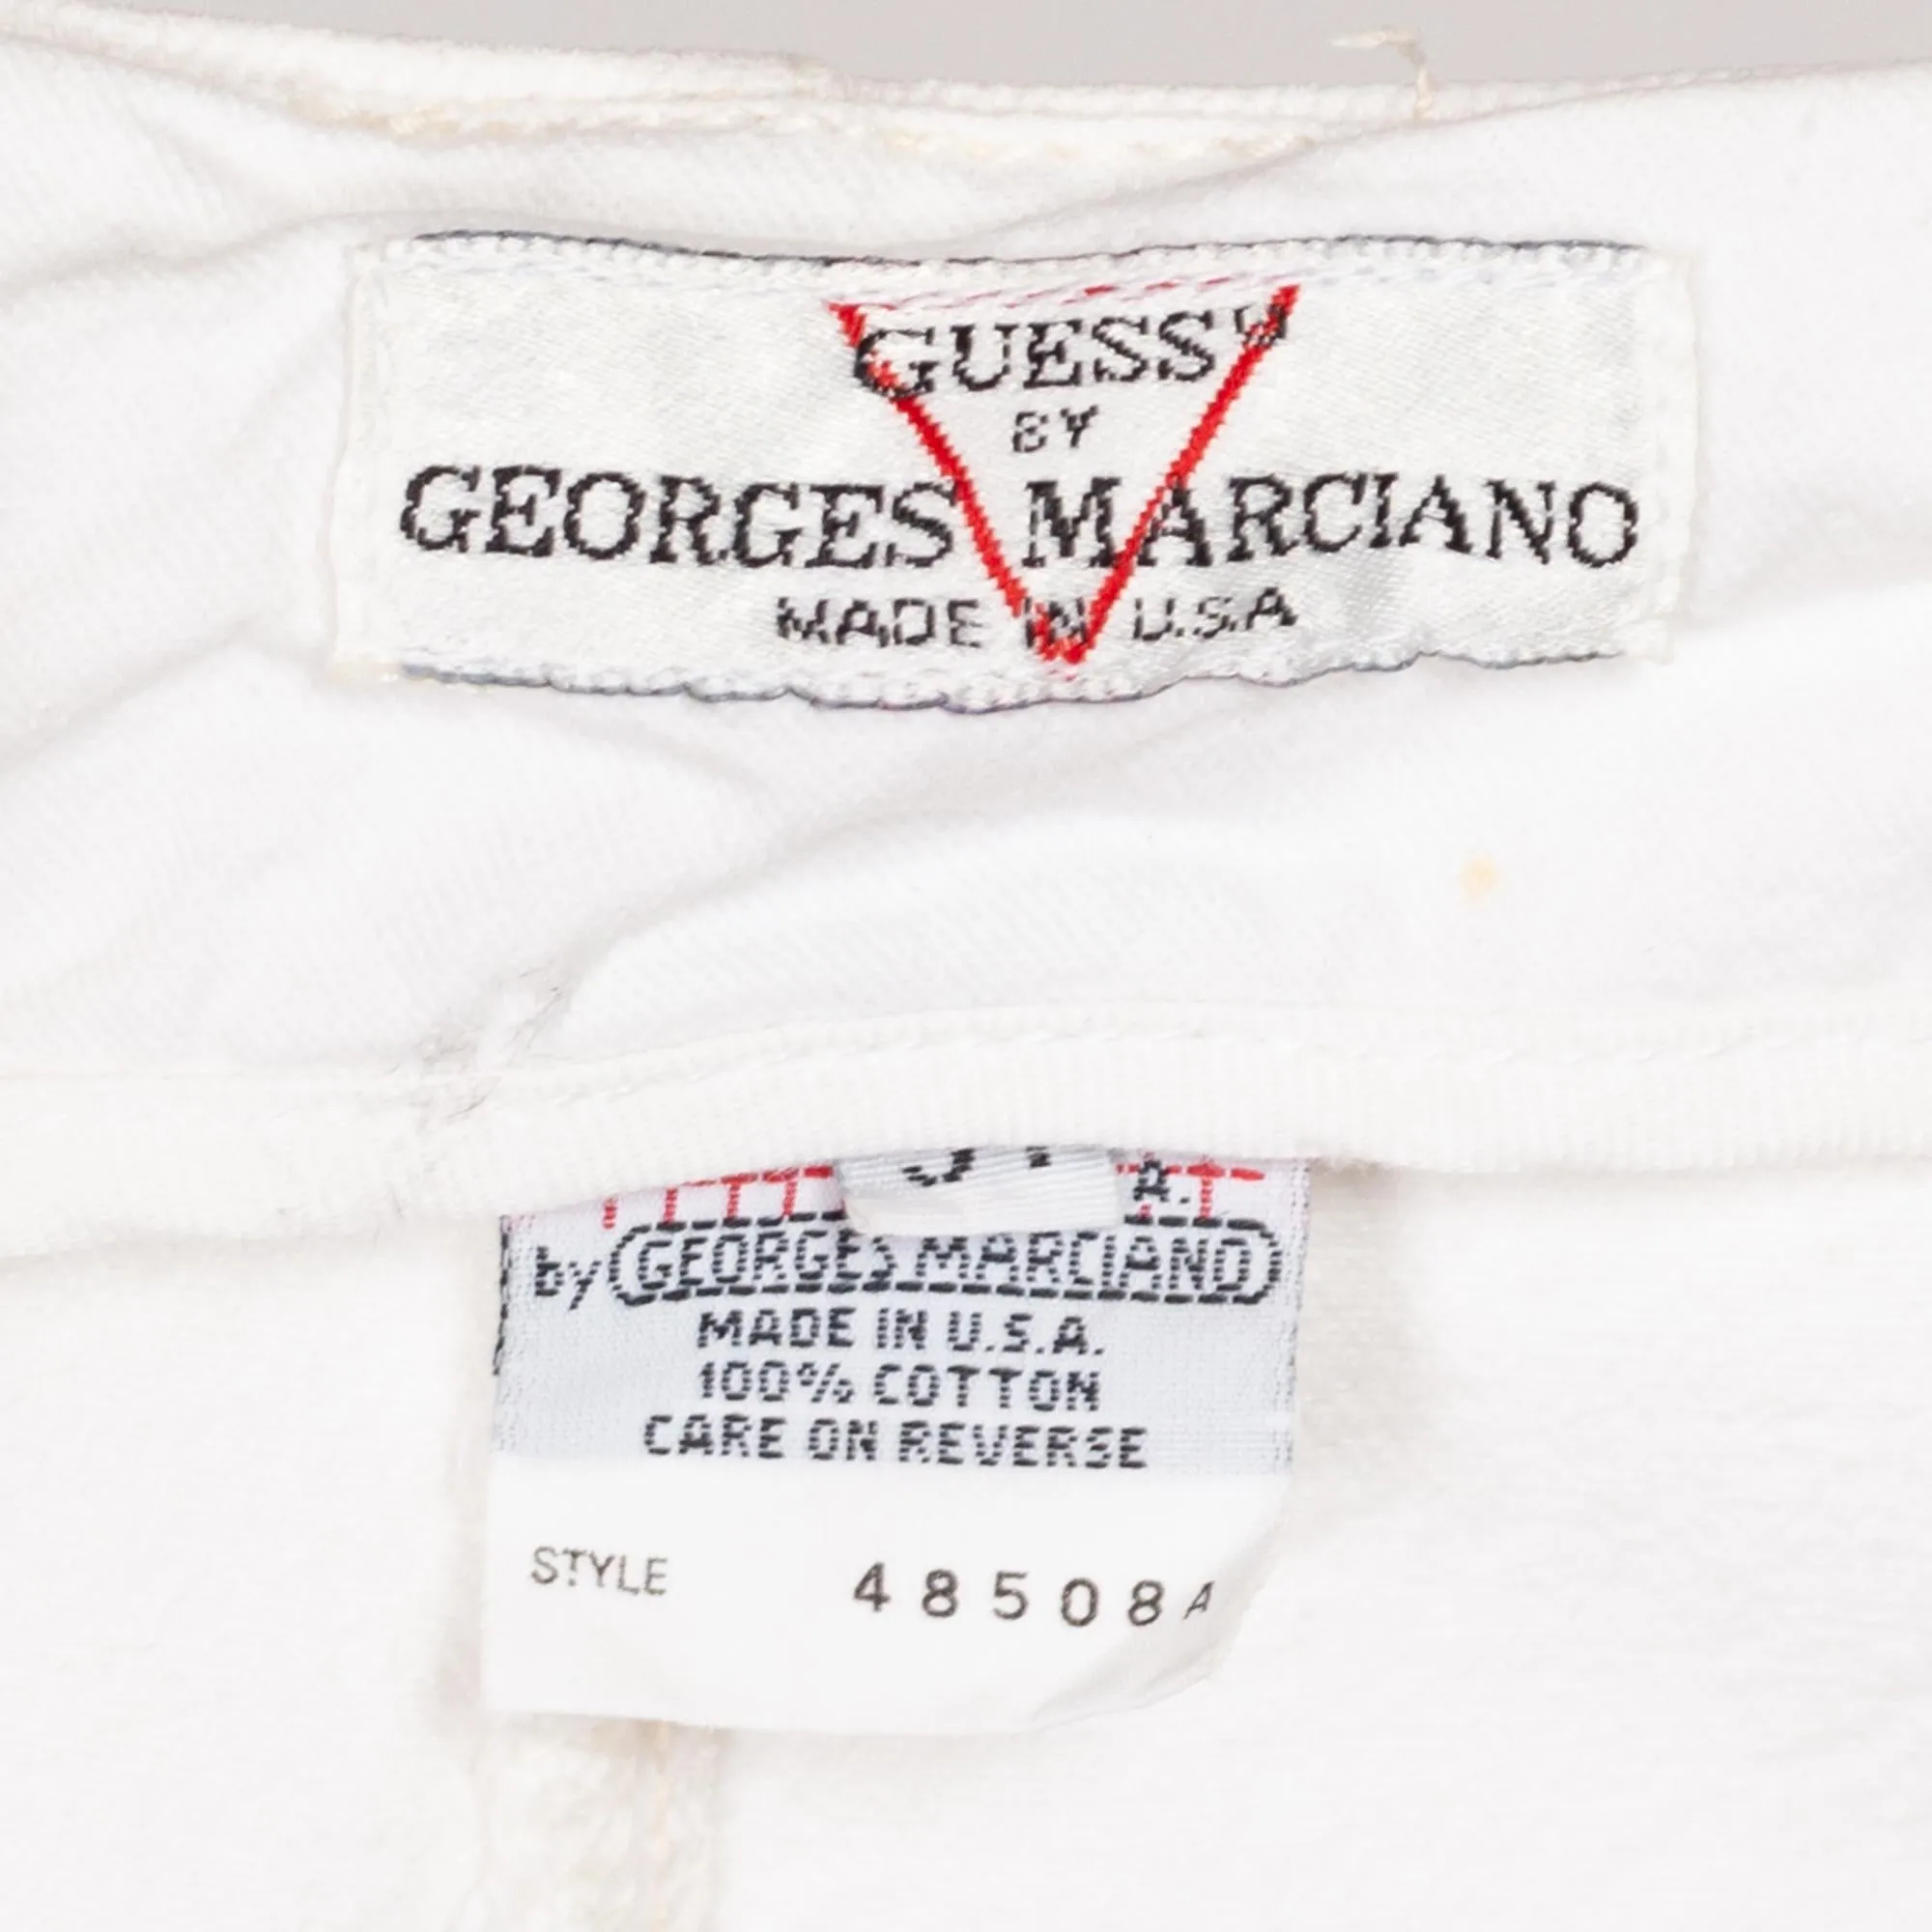 GUESS
BY
GEORGES MARCIANO
MADE IN U.S.A
by GEORGES MARCIANO
MADE IN U.S.A.
100% COTTON
CARE ON REVERSE
STYLE 48508A